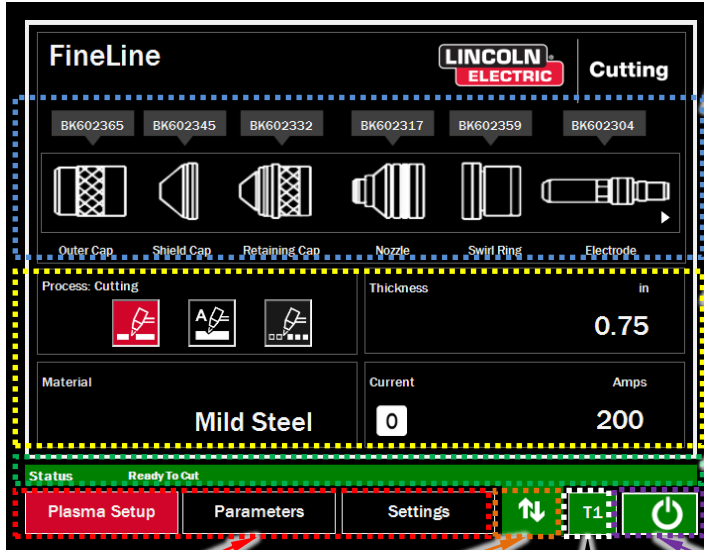 FineLine
LINCOLN ELECTRIC
Cutting
BK602365 BK602345 BK602332 BK602317 BK602359 BK602304
Outer Cap Shield Cap Retaining Cap Nozzle Swirl Ring Electrode
Process: Cutting
A
Thickness in
0.75
Material
Mild Steel
Current Amps
0 200
Status Ready To Cut
Plasma Setup Parameters Settings T1